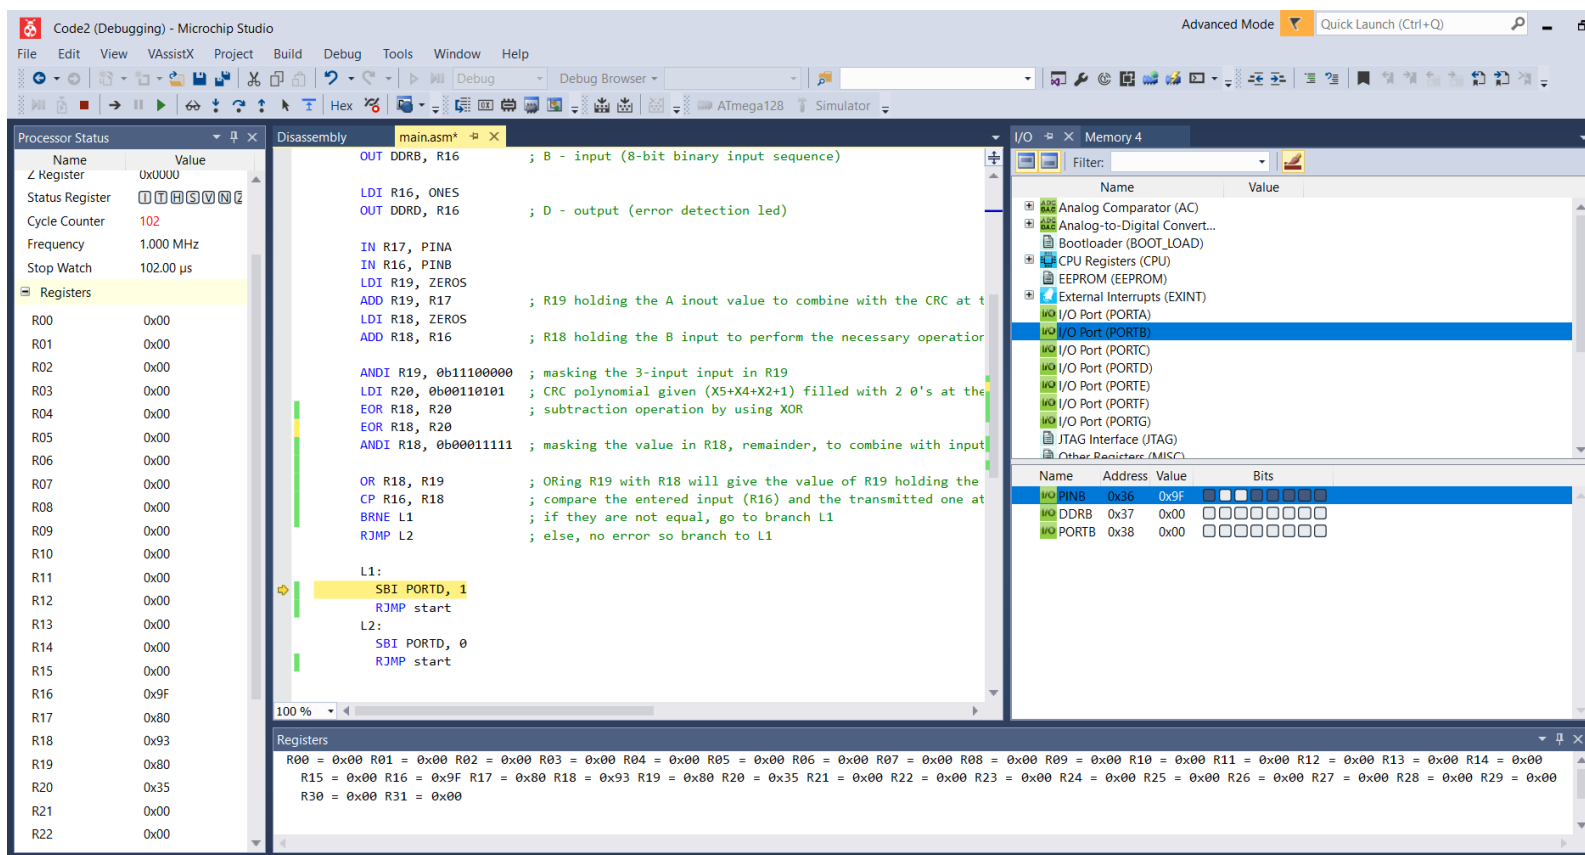 Code2 (Debugging) - Microchip Studio
Advanced Mode
Quick Launch (Ctrl+Q)
File Edit View VAssistX Project Build Debug Tools Window Help
Debug Debug Browser
Hex ATmega128 Simulator
Processor Status
Name Value
Z Register 0x0000
Status Register I T H S V N Z
Cycle Counter 102
Frequency 1.000 MHz
Stop Watch 102.00 µs
Registers
R00 0x00
R01 0x00
R02 0x00
R03 0x00
R04 0x00
R05 0x00
R06 0x00
R07 0x00
R08 0x00
R09 0x00
R10 0x00
R11 0x00
R12 0x00
R13 0x00
R14 0x00
R15 0x00
R16 0x9F
R17 0x80
R18 0x93
R19 0x80
R20 0x35
R21 0x00
R22 0x00
Disassembly main.asm*
OUT DDRB, R16 ; B - input (8-bit binary input sequence)
LDI R16, ONES
OUT DDRD, R16 ; D - output (error detection led)
IN R17, PINA
IN R16, PINB
LDI R19, ZEROS
ADD R19, R17 ; R19 holding the A inout value to combine with the CRC at t
LDI R18, ZEROS
ADD R18, R16 ; R18 holding the B input to perform the necessary operation
ANDI R19, 0b11100000 ; masking the 3-input input in R19
LDI R20, 0b00110101 ; CRC polynomial given (X5+X4+X2+1) filled with 2 0's at the
EOR R18, R20 ; subtraction operation by using XOR
EOR R18, R20
ANDI R18, 0b00011111 ; masking the value in R18, remainder, to combine with input
OR R18, R19 ; ORing R19 with R18 will give the value of R19 holding the
CP R16, R18 ; compare the entered input (R16) and the transmitted one at
BRNE L1 ; if they are not equal, go to branch L1
RJMP L2 ; else, no error so branch to L1
L1:
SBI PORTD, 1
RJMP start
L2:
SBI PORTD, 0
RJMP start
100 %
I/O Memory 4
Filter:
Name Value
Analog Comparator (AC)
Analog-to-Digital Convert...
Bootloader (BOOT_LOAD)
CPU Registers (CPU)
EEPROM (EEPROM)
External Interrupts (EXINT)
I/O Port (PORTA)
I/O Port (PORTB)
I/O Port (PORTC)
I/O Port (PORTD)
I/O Port (PORTE)
I/O Port (PORTF)
I/O Port (PORTG)
JTAG Interface (JTAG)
Other Registers (MISC)
Name Address Value Bits
PINB 0x36 0x9F
DDRB 0x37 0x00
PORTB 0x38 0x00
Registers
R00 = 0x00 R01 = 0x00 R02 = 0x00 R03 = 0x00 R04 = 0x00 R05 = 0x00 R06 = 0x00 R07 = 0x00 R08 = 0x00 R09 = 0x00 R10 = 0x00 R11 = 0x00 R12 = 0x00 R13 = 0x00 R14 = 0x00
R15 = 0x00 R16 = 0x9F R17 = 0x80 R18 = 0x93 R19 = 0x80 R20 = 0x35 R21 = 0x00 R22 = 0x00 R23 = 0x00 R24 = 0x00 R25 = 0x00 R26 = 0x00 R27 = 0x00 R28 = 0x00 R29 = 0x00
R30 = 0x00 R31 = 0x00